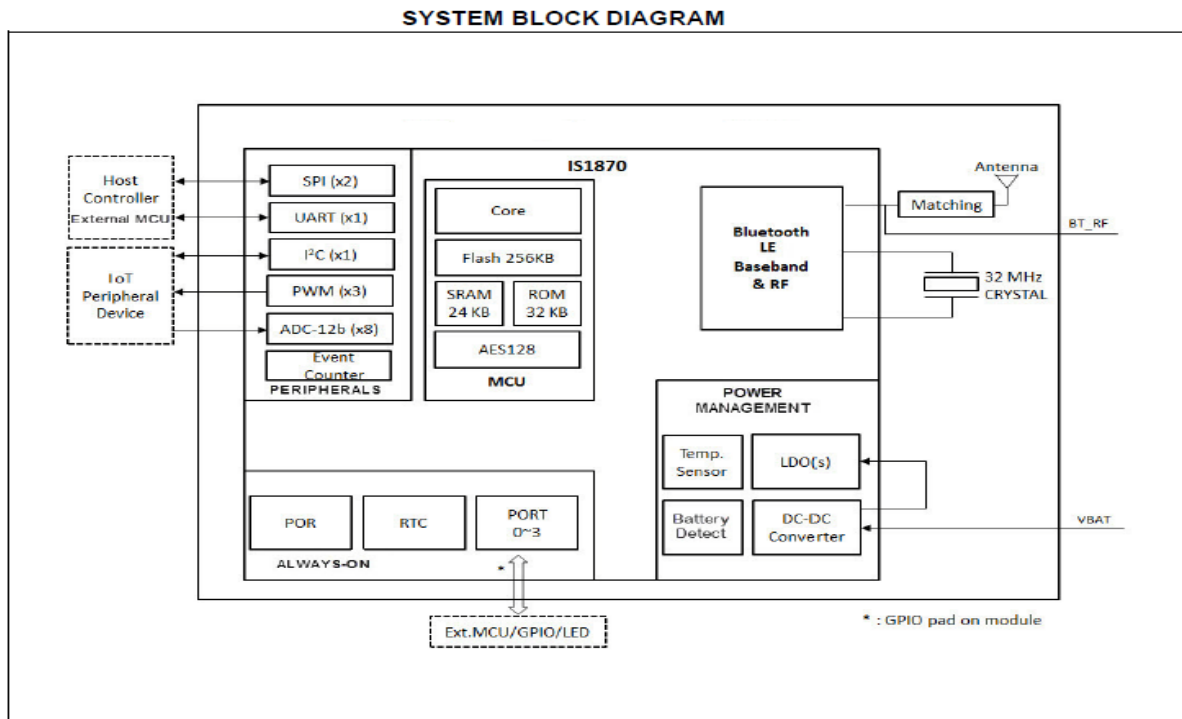 SYSTEM BLOCK DIAGRAM
IS1870
Host
Controller
External MCU
IoT
Peripheral
Device
SPI (x2)
UART (x1)
I²C (x1)
PWM (x3)
ADC-12b (x8)
Event
Counter
PERIPHERALS
Core
Flash 256KB
SRAM
24 KB
ROM
32 KB
AES128
MCU
Bluetooth
LE
Baseband
& RF
Antenna
Matching
BT_RF
32 MHz
CRYSTAL
POWER
MANAGEMENT
Temp.
Sensor
LDO(s)
Battery
Detect
DC-DC
Converter
VBAT
POR
RTC
PORT
0~3
ALWAYS-ON
*
Ext.MCU/GPIO/LED
* : GPIO pad on module